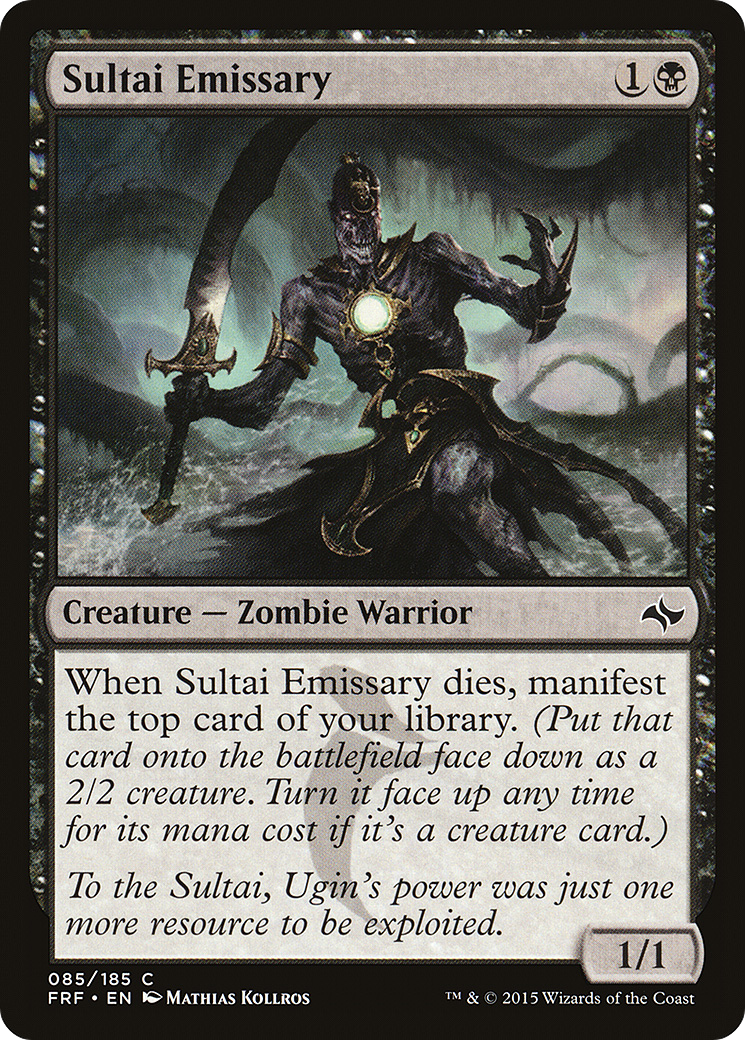 Sultai Emissary 1
Creature — Zombie Warrior
When Sultai Emissary dies, manifest
the top card of your library. (Put that
card onto the battlefield face down as a
2/2 creature. Turn it face up any time
for its mana cost if it's a creature card.)
To the Sultai, Ugin's power was just one
more resource to be exploited.
1/1
085/185 C
FRF • EN Mathias Kollros
™ & © 2015 Wizards of the Coast